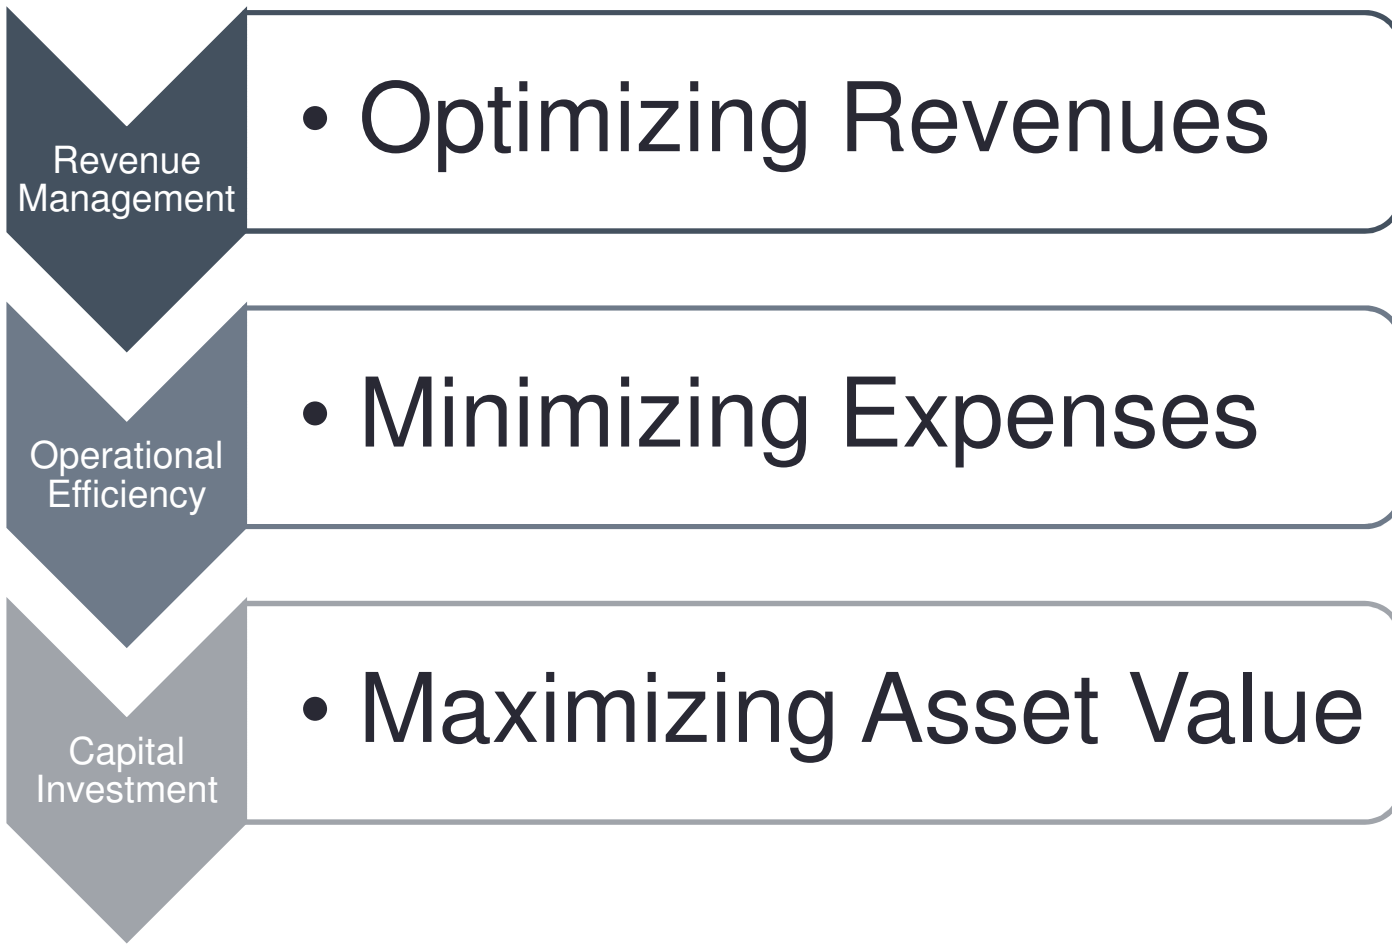 Revenue
Management
• Optimizing Revenues
Operational
Efficiency
• Minimizing Expenses
Capital
Investment
• Maximizing Asset Value